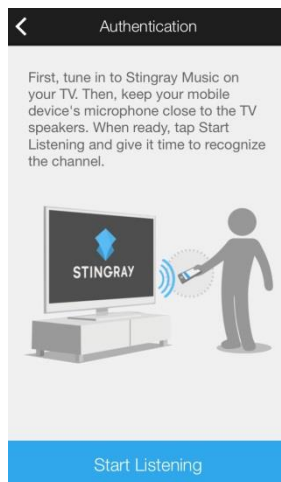 Authentication
First, tune in to Stingray Music on
your TV. Then, keep your mobile
device's microphone close to the TV
speakers. When ready, tap Start
Listening and give it time to recognize
the channel.
STINGRAY
Start Listening